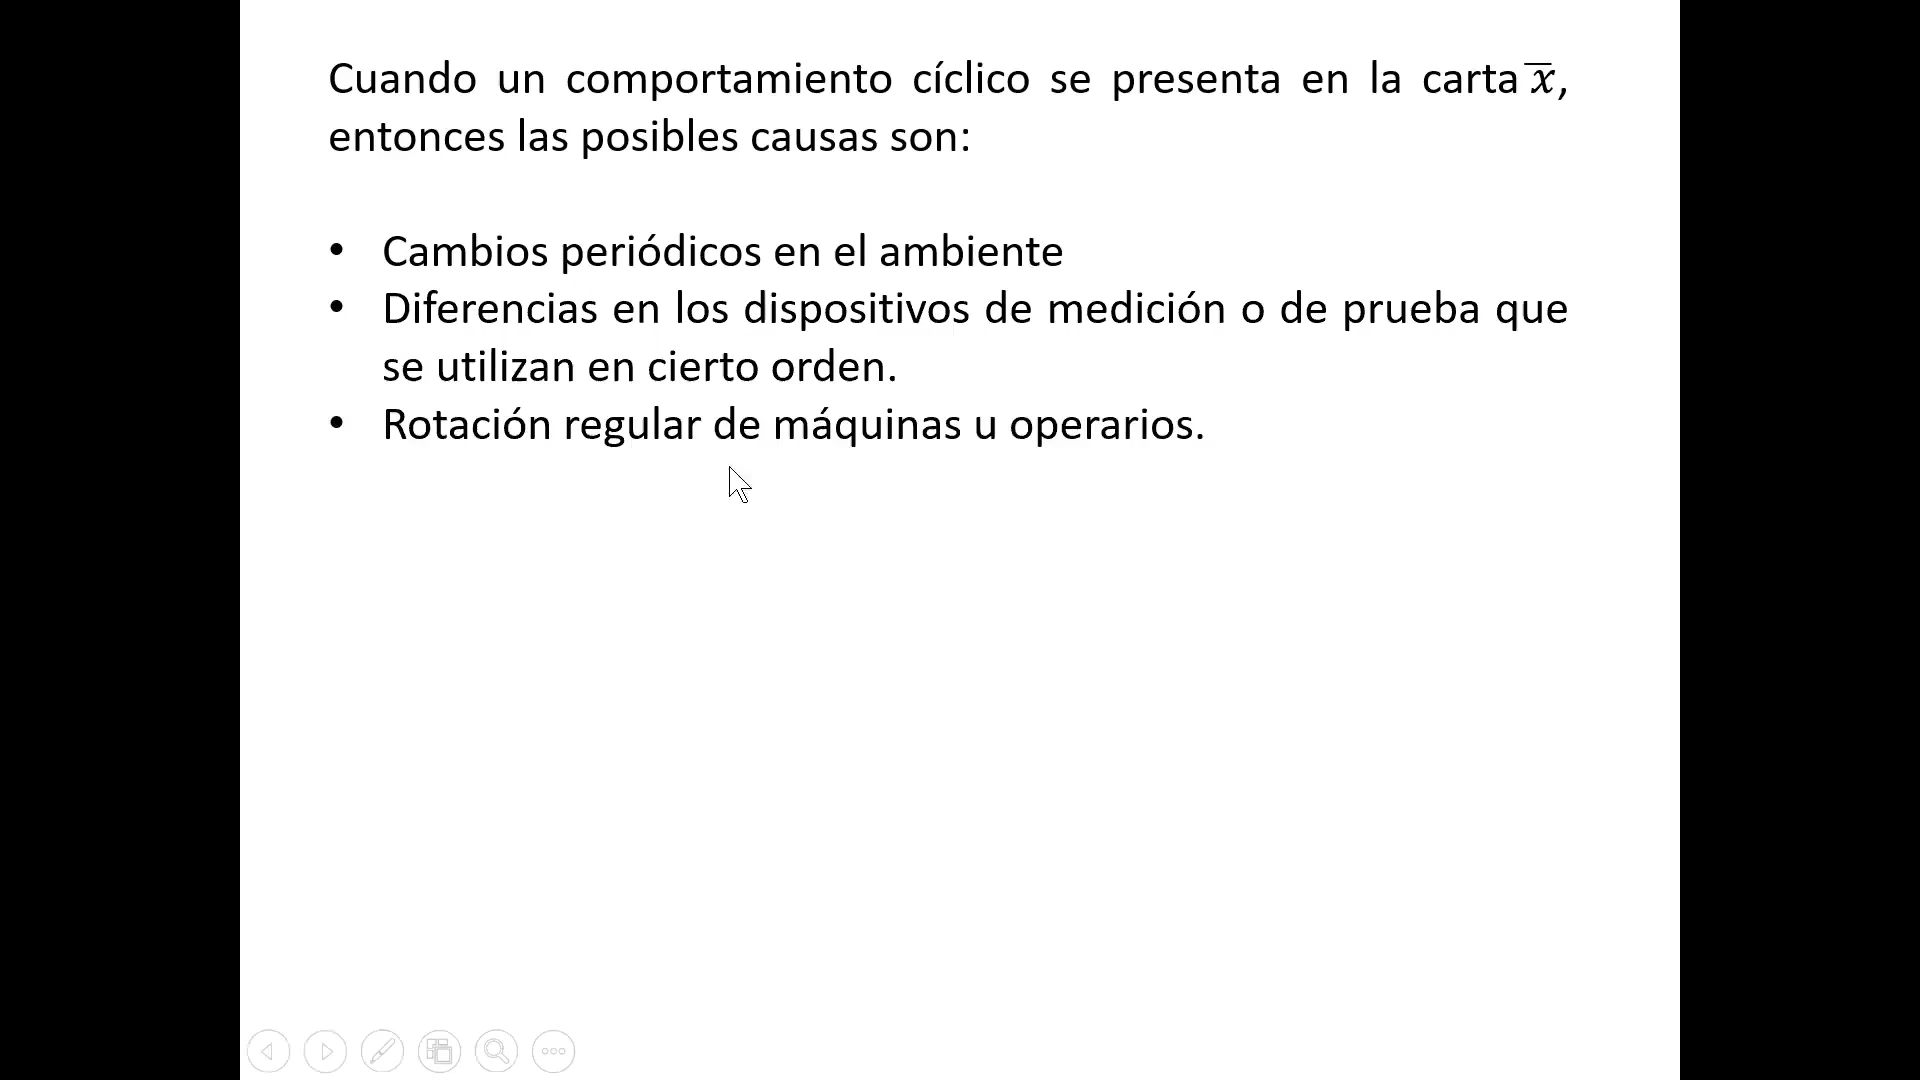 Cuando un comportamiento cíclico se presenta en la carta x̅,
entonces las posibles causas son:
• Cambios periódicos en el ambiente
• Diferencias en los dispositivos de medición o de prueba que
se utilizan en cierto orden.
• Rotación regular de máquinas u operarios.